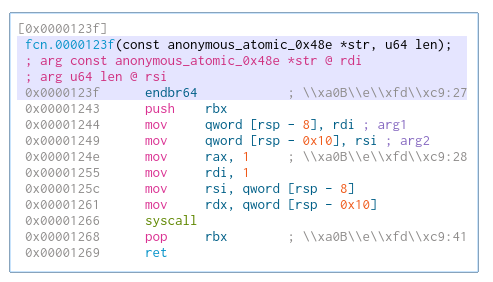 [0x0000123f]
fcn.0000123f(const anonymous_atomic_0x48e *str, u64 len);
; arg const anonymous_atomic_0x48e *str @ rdi
; arg u64 len @ rsi
0x0000123f endbr64 ; \\xa0B\\e\\xfd\\xc9:27
0x00001243 push rbx
0x00001244 mov qword [rsp - 8], rdi ; arg1
0x00001249 mov qword [rsp - 0x10], rsi ; arg2
0x0000124e mov rax, 1 ; \\xa0B\\e\\xfd\\xc9:28
0x00001255 mov rdi, 1
0x0000125c mov rsi, qword [rsp - 8]
0x00001261 mov rdx, qword [rsp - 0x10]
0x00001266 syscall
0x00001268 pop rbx ; \\xa0B\\e\\xfd\\xc9:41
0x00001269 ret